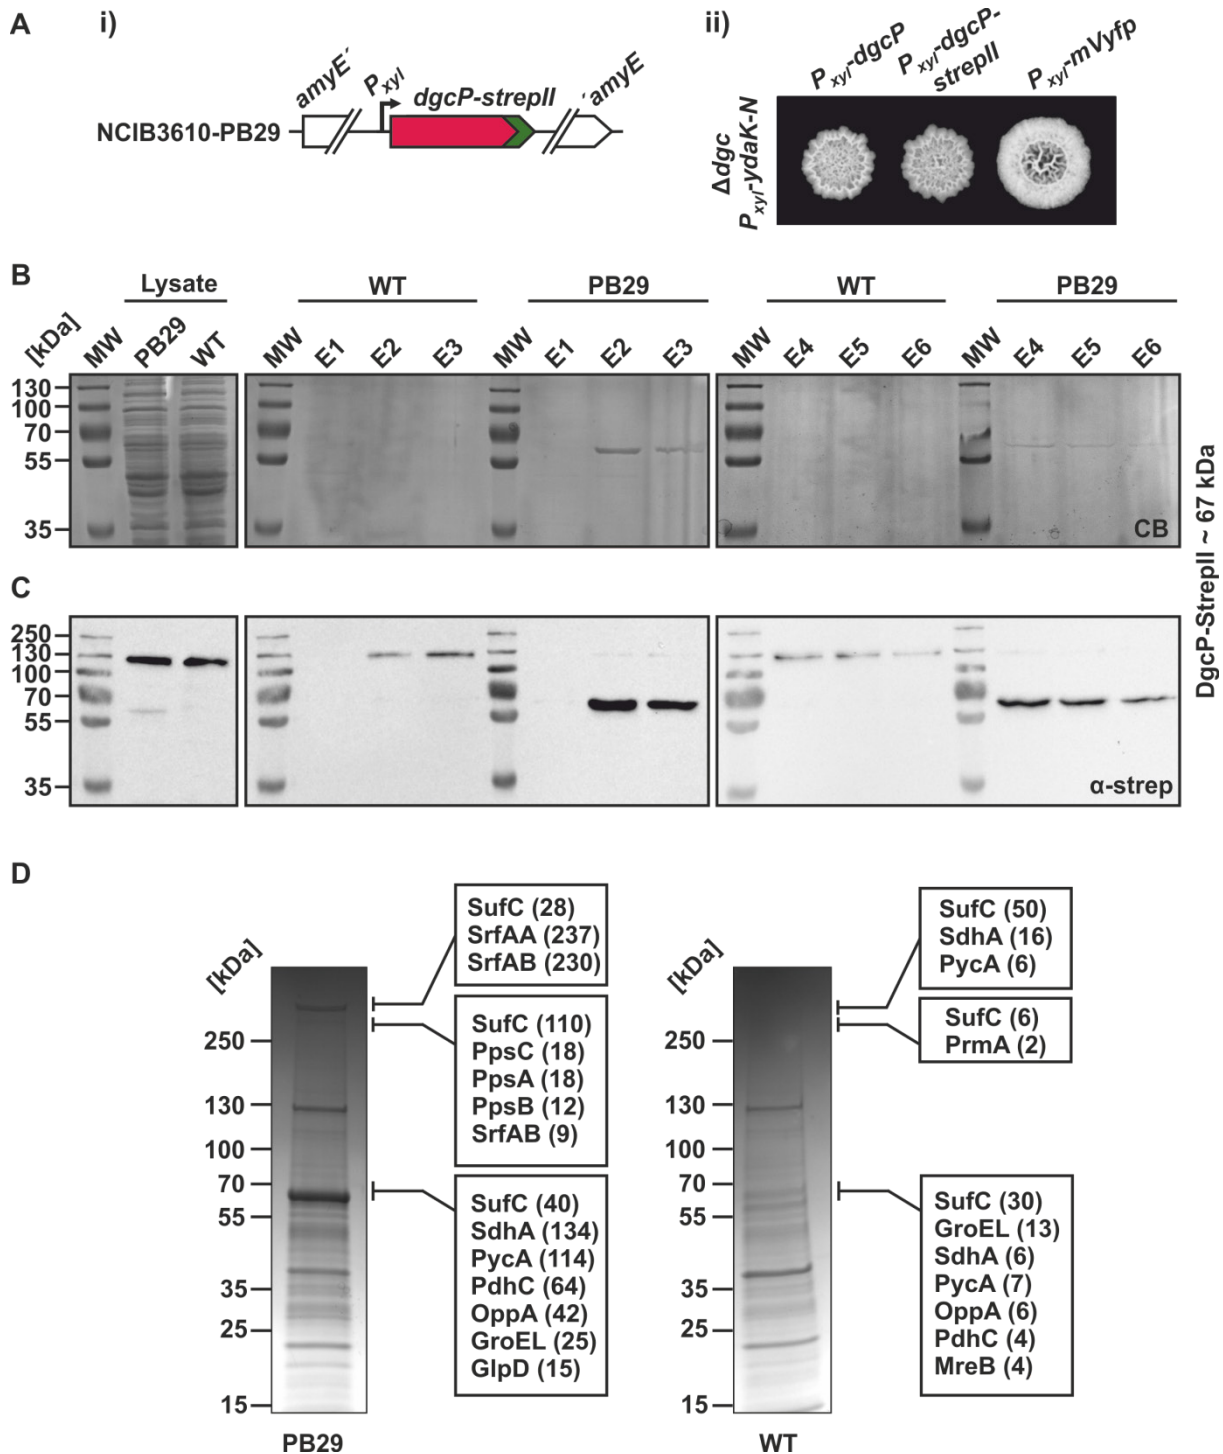 A
i)
ii)
amyE´
Pxyl
dgcP-strepII
´amyE
NCIB3610-PB29
Pxyl-dgcP
Pxyl-dgcP-
strepII
Pxyl-mVyfp
Δdgc
Pxyl-ydaK-N
B
Lysate
WT
PB29
WT
PB29
[kDa]
MW
PB29
WT
MW
E1
E2
E3
MW
E1
E2
E3
MW
E4
E5
E6
MW
E4
E5
E6
130
100
70
55
35
CB
DgcP-StrepII ~ 67 kDa
C
250
130
100
70
55
35
α-strep
D
[kDa]
250
130
100
70
55
35
25
15
PB29
SufC (28)
SrfAA (237)
SrfAB (230)
SufC (110)
PpsC (18)
PpsA (18)
PpsB (12)
SrfAB (9)
SufC (40)
SdhA (134)
PycA (114)
PdhC (64)
OppA (42)
GroEL (25)
GlpD (15)
[kDa]
250
130
100
70
55
35
25
15
WT
SufC (50)
SdhA (16)
PycA (6)
SufC (6)
PrmA (2)
SufC (30)
GroEL (13)
SdhA (6)
PycA (7)
OppA (6)
PdhC (4)
MreB (4)